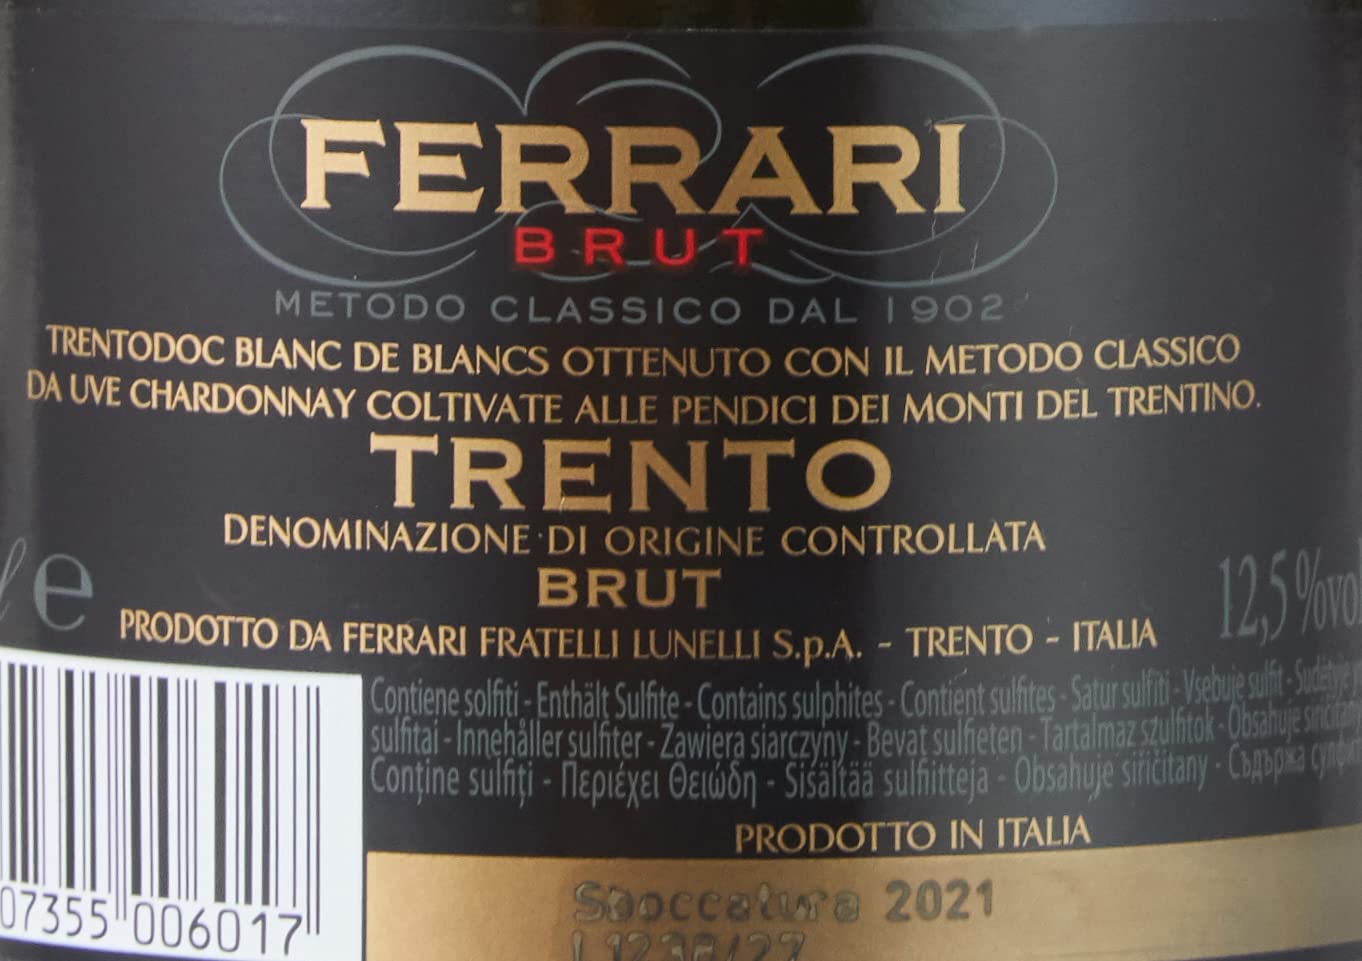 FERRARI
BRUT
METODO CLASSICO DAL 1902
TRENTODOC BLANC DE BLANCS OTTENUTO CON IL METODO CLASSICO
DA UVE CHARDONNAY COLTIVATE ALLE PENDICI DEI MONTI DEL TRENTINO.
TRENTO
DENOMINAZIONE DI ORIGINE CONTROLLATA
BRUT
e
12,5%vol
PRODOTTO DA FERRARI FRATELLI LUNELLI S.p.A. - TRENTO - ITALIA
Contiene solfiti - Enthält Sulfite - Contains sulphites - Contient sulfites - Satur sulfīti - Vsebuje sulfit - Sudėtyje
sulfitai - Innehåller sulfiter - Zawiera siarczyny - Bevat sulfieten - Tartalmaz szulfitok - Obsahuje
Conține sulfiți - Περιέχει Θειώδη - Sisältää sulfiitteja - Obsahuje siřičitany - Съдържа
PRODOTTO IN ITALIA
07355 006017
Sboccatura 2021